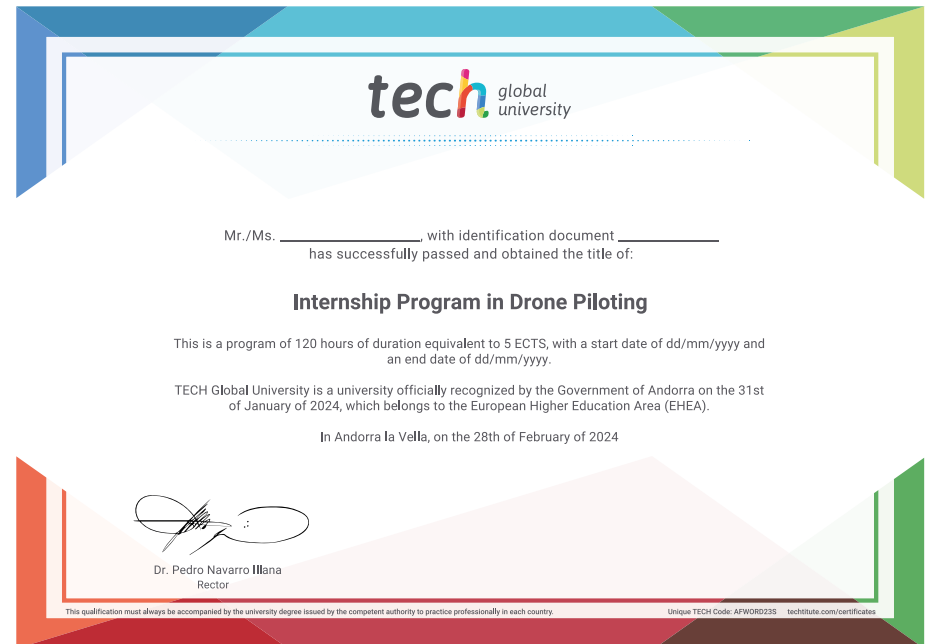 tech global university
Mr./Ms. ____________________, with identification document ______________
has successfully passed and obtained the title of:
Internship Program in Drone Piloting
This is a program of 120 hours of duration equivalent to 5 ECTS, with a start date of dd/mm/yyyy and
an end date of dd/mm/yyyy.
TECH Global University is a university officially recognized by the Government of Andorra on the 31st
of January of 2024, which belongs to the European Higher Education Area (EHEA).
In Andorra la Vella, on the 28th of February of 2024
Dr. Pedro Navarro Illana
Rector
This qualification must always be accompanied by the university degree issued by the competent authority to practice professionally in each country.
Unique TECH Code: AFWORD23S techtitute.com/certificates